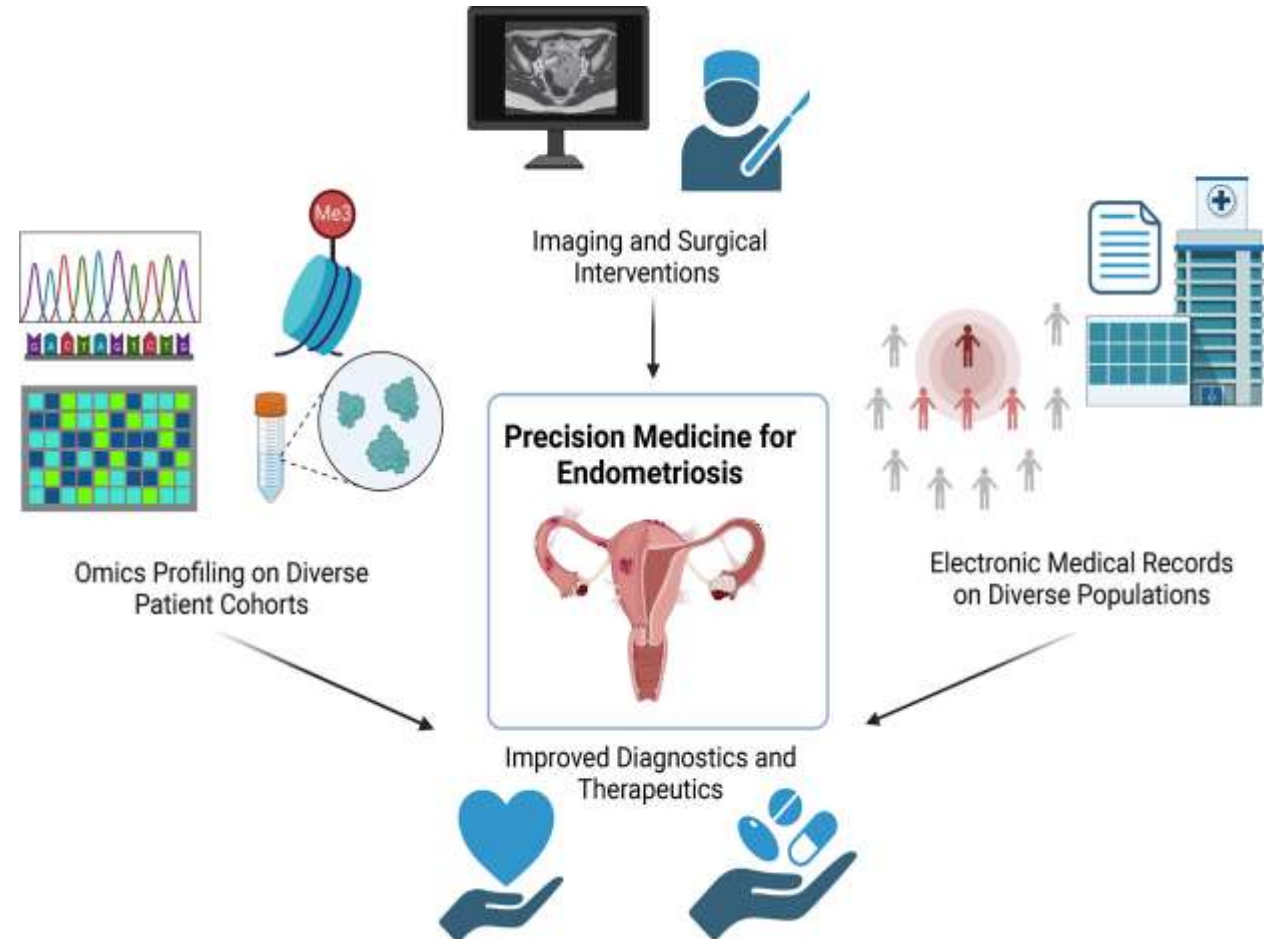 Imaging and Surgical
Interventions
Me3
G A C T A G T C T G
Omics Profiling on Diverse
Patient Cohorts
Precision Medicine for
Endometriosis
Electronic Medical Records
on Diverse Populations
Improved Diagnostics and
Therapeutics